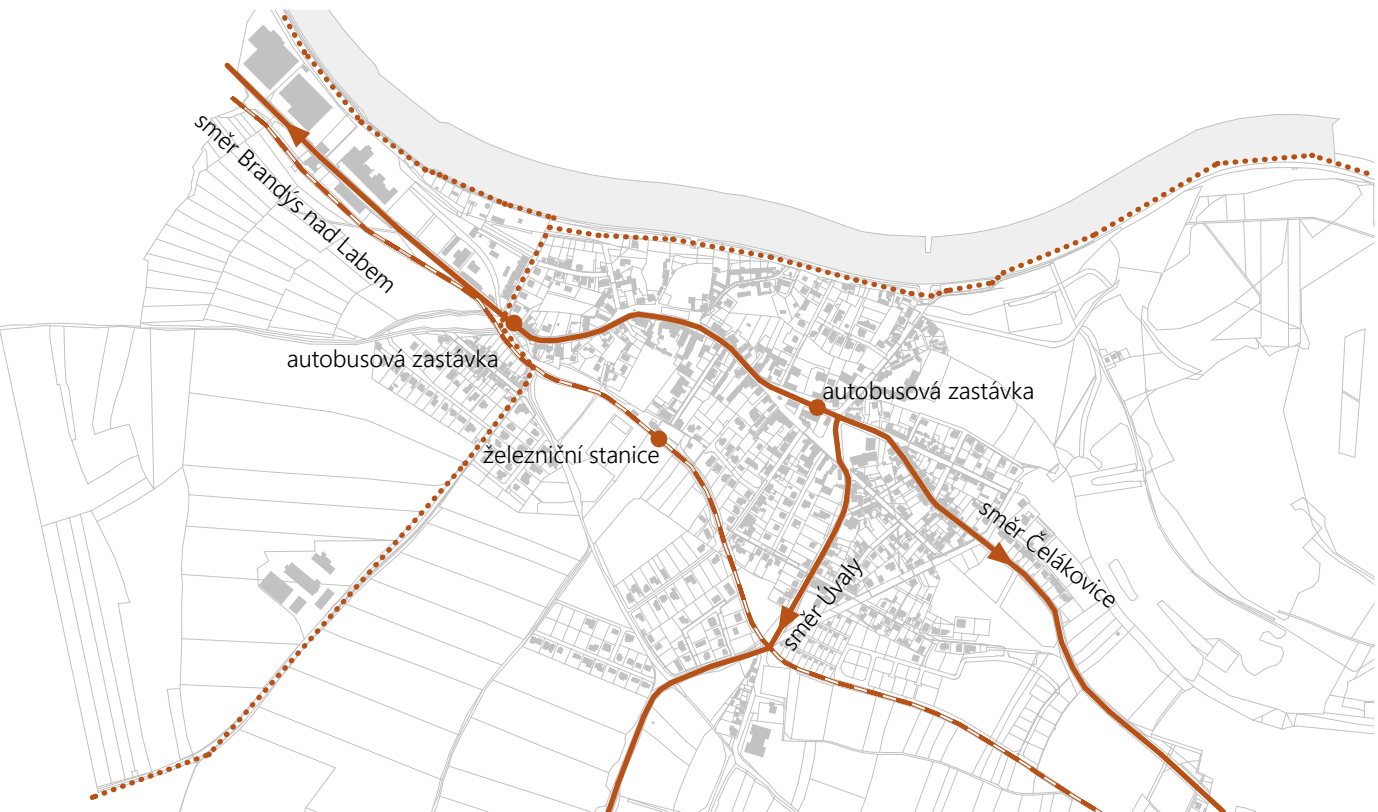 směr Brandýs nad Labem
autobusová zastávka
autobusová zastávka
železniční stanice
směr Čelákovice
směr Úvaly